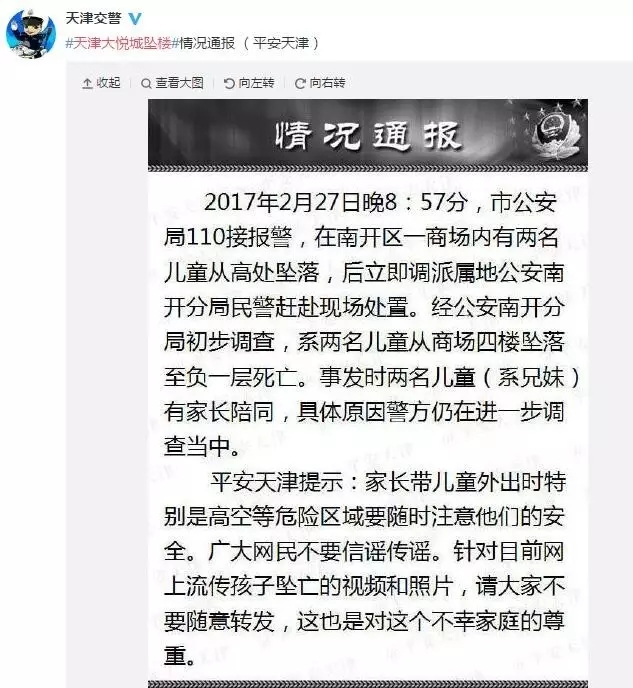 天津交警
#天津大悦城坠楼#情况通报（平安天津）
收起 查看大图 向左转 向右转
情况通报
2017年2月27日晚8：57分，市公安
局110接报警，在南开区一商场内有两名
儿童从高处坠落，后立即调派属地公安南
开分局民警赶赴现场处置。经公安南开分
局初步调查，系两名儿童从商场四楼坠落
至负一层死亡。事发时两名儿童（系兄妹）
有家长陪同，具体原因警方仍在进一步调
查当中。
平安天津提示：家长带儿童外出时特
别是高空等危险区域要随时注意他们的安
全。广大网民不要信谣传谣。针对目前网
上流传孩子坠亡的视频和照片，请大家不
要随意转发，这也是对这个不幸家庭的尊
重。